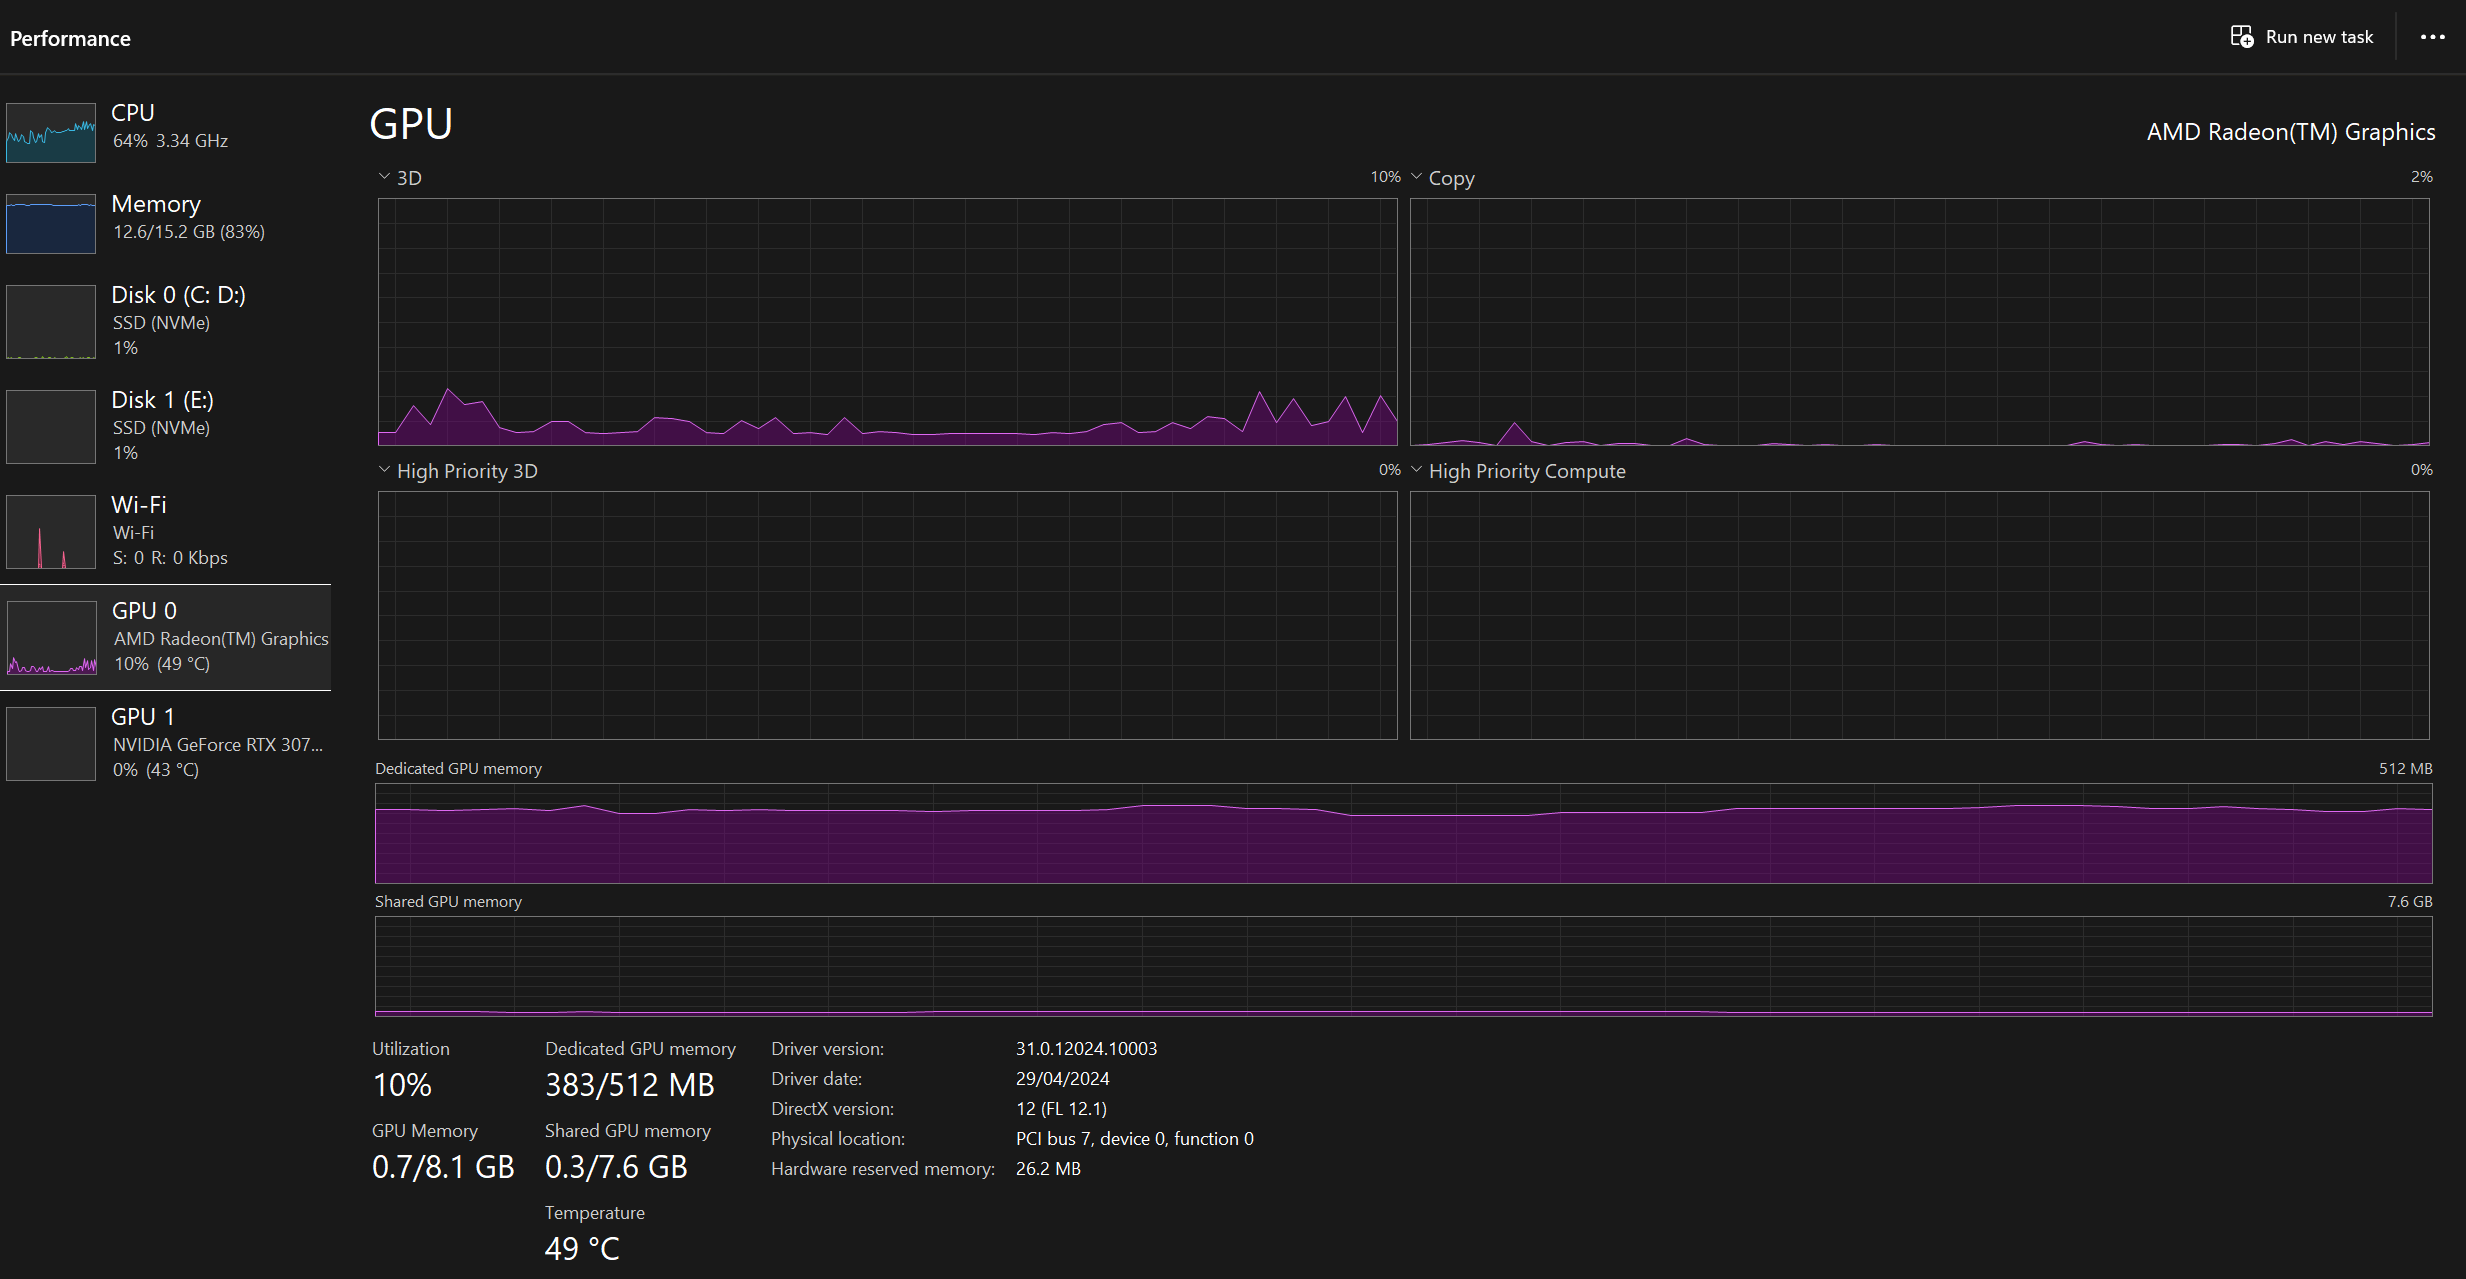 Performance
Run new task
CPU
64% 3.34 GHz
Memory
12.6/15.2 GB (83%)
Disk 0 (C: D:)
SSD (NVMe)
1%
Disk 1 (E:)
SSD (NVMe)
1%
Wi-Fi
Wi-Fi
S: 0 R: 0 Kbps
GPU 0
AMD Radeon(TM) Graphics
10% (49 °C)
GPU 1
NVIDIA GeForce RTX 307...
0% (43 °C)
GPU
AMD Radeon(TM) Graphics
3D 10%
Copy 2%
High Priority 3D 0%
High Priority Compute 0%
Dedicated GPU memory 512 MB
Shared GPU memory 7.6 GB
Utilization
10%
Dedicated GPU memory
383/512 MB
GPU Memory
0.7/8.1 GB
Shared GPU memory
0.3/7.6 GB
Temperature
49 °C
Driver version: 31.0.12024.10003
Driver date: 29/04/2024
DirectX version: 12 (FL 12.1)
Physical location: PCI bus 7, device 0, function 0
Hardware reserved memory: 26.2 MB